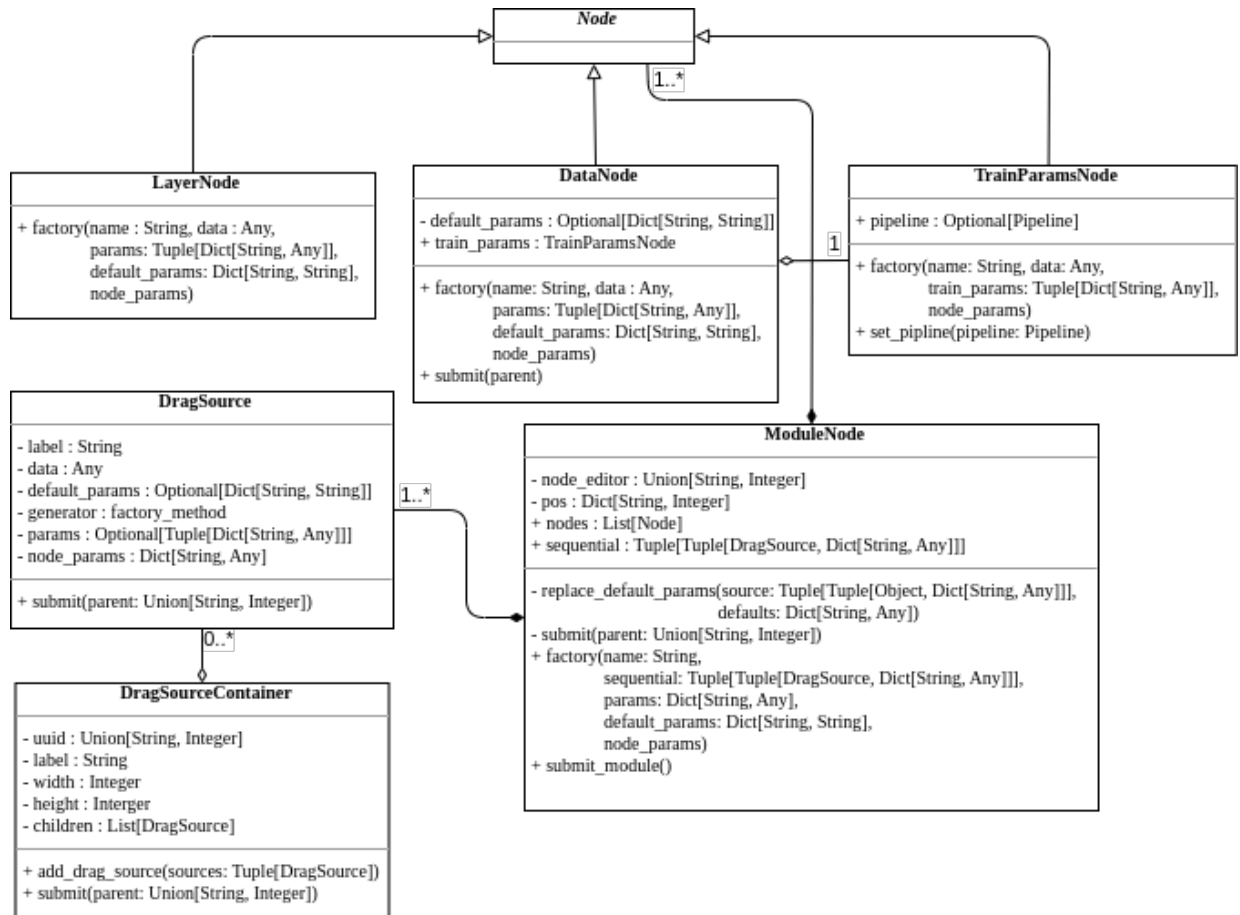 Node
1..*
LayerNode
+ factory(name : String, data : Any,
params: Tuple[Dict[String, Any]],
default_params: Dict[String, String],
node_params)
DataNode
- default_params : Optional[Dict[String, String]]
+ train_params : TrainParamsNode
+ factory(name: String, data : Any,
params: Tuple[Dict[String, Any]],
default_params: Dict[String, String],
node_params)
+ submit(parent)
1
TrainParamsNode
+ pipeline : Optional[Pipeline]
+ factory(name: String, data: Any,
train_params: Tuple[Dict[String, Any]],
node_params)
+ set_pipline(pipeline: Pipeline)
DragSource
- label : String
- data : Any
- default_params : Optional[Dict[String, String]]
- generator : factory_method
- params : Optional[Tuple[Dict[String, Any]]]
- node_params : Dict[String, Any]
+ submit(parent: Union[String, Integer])
1..*
0..*
ModuleNode
- node_editor : Union[String, Integer]
- pos : Dict[String, Integer]
+ nodes : List[Node]
+ sequential : Tuple[Tuple[DragSource, Dict[String, Any]]]
- replace_default_params(source: Tuple[Tuple[Object, Dict[String, Any]]],
defaults: Dict[String, Any])
- submit(parent: Union[String, Integer])
+ factory(name: String,
sequential: Tuple[Tuple[DragSource, Dict[String, Any]]],
params: Dict[String, Any],
default_params: Dict[String, String],
node_params)
+ submit_module()
DragSourceContainer
- uuid : Union[String, Integer]
- label : String
- width : Integer
- height : Interger
- children : List[DragSource]
+ add_drag_source(sources: Tuple[DragSource])
+ submit(parent: Union[String, Integer])